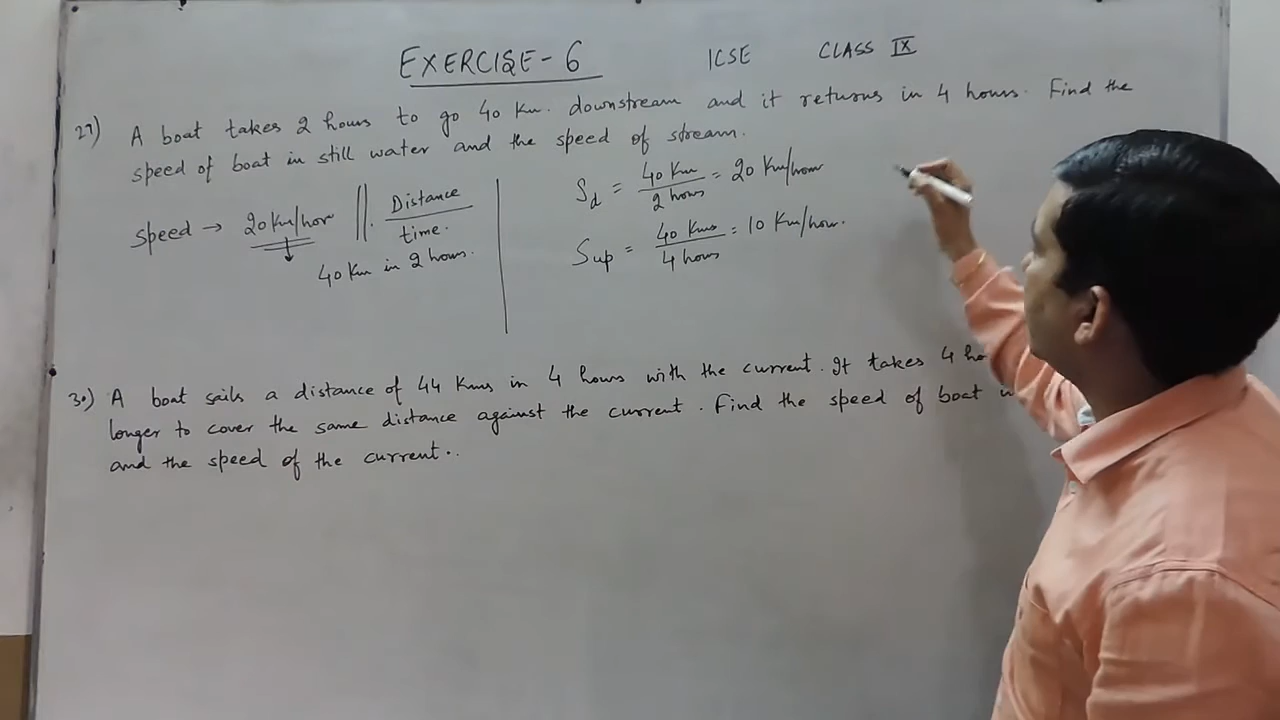 EXERCISE-6 ICSE CLASS IX
29) A boat takes 2 hours to go 40 Km. downstream and it returns in 4 hours. Find the
speed of boat in still water and the speed of stream.
Speed → 20 Km/hor || Distance / time.
40 Km in 2 hours.
Sd = 40 Km / 2 hours = 20 Km/hour
Sup = 40 Kms / 4 hours = 10 Km/hour.
30) A boat sails a distance of 44 Kms in 4 hours with the current. It takes 4 ho
longer to cover the same distance against the current. Find the speed of boat
and the speed of the current..